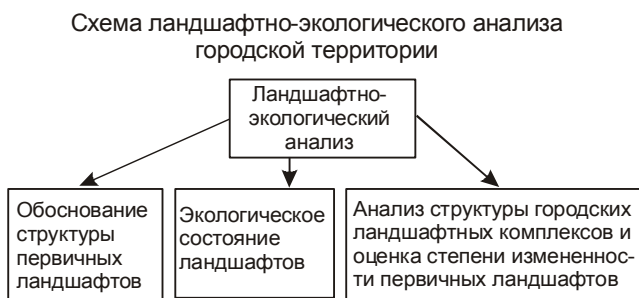 Схема ландшафтно-экологического анализа
городской территории
Ландшафтно-
экологический
анализ
Обоснование
структуры
первичных
ландшафтов
Экологическое
состояние
ландшафтов
Анализ структуры городских
ландшафтных комплексов и
оценка степени измененнос-
ти первичных ландшафтов